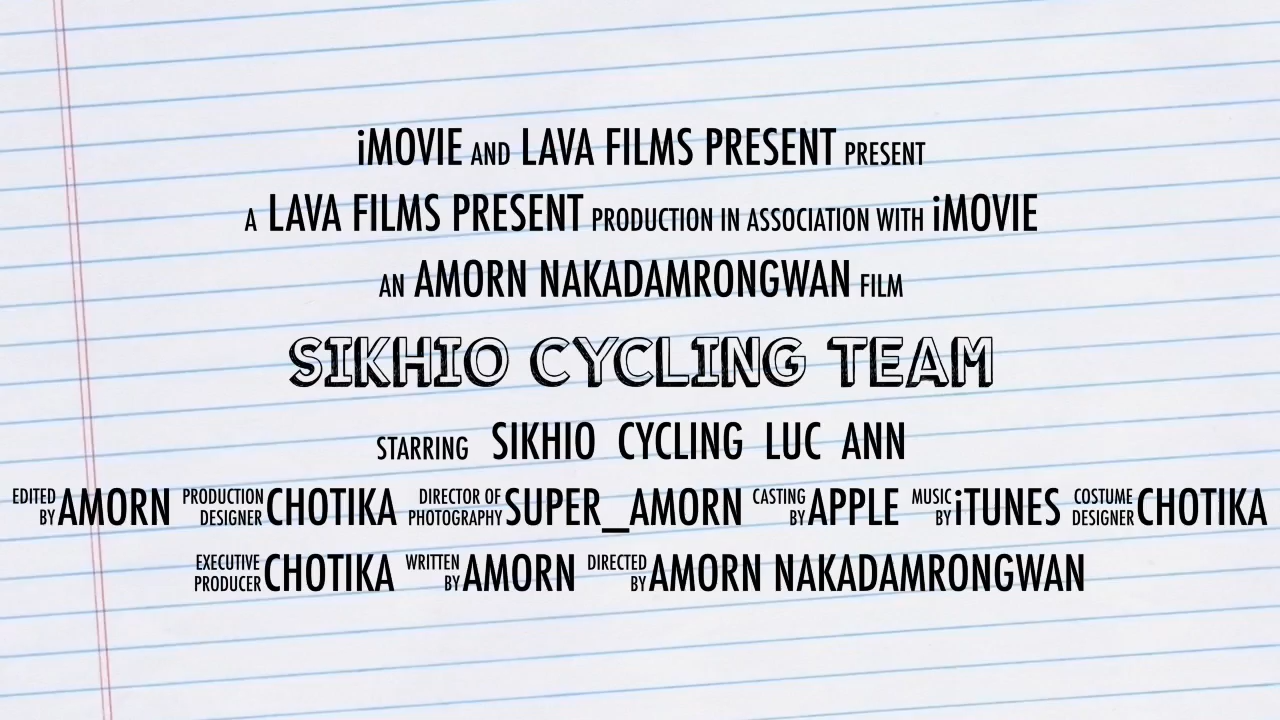 iMOVIE AND LAVA FILMS PRESENT PRESENT
A LAVA FILMS PRESENT PRODUCTION IN ASSOCIATION WITH iMOVIE
AN AMORN NAKADAMRONGWAN FILM
SIKHIO CYCLING TEAM
STARRING SIKHIO CYCLING LUC ANN
EDITED BY AMORN PRODUCTION DESIGNER CHOTIKA DIRECTOR OF PHOTOGRAPHY SUPER_AMORN CASTING BY APPLE MUSIC BY iTUNES COSTUME DESIGNER CHOTIKA
EXECUTIVE PRODUCER CHOTIKA WRITTEN BY AMORN DIRECTED BY AMORN NAKADAMRONGWAN